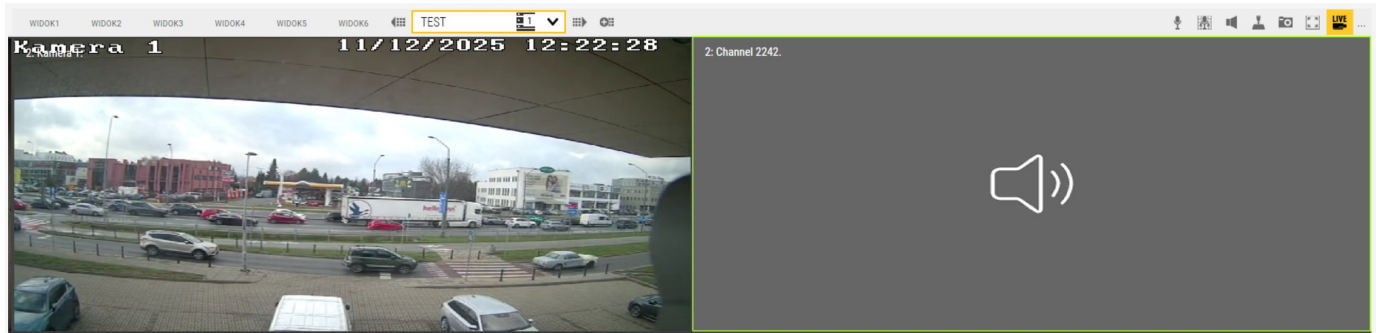 WIDOK1 WIDOK2 WIDOK3 WIDOK4 WIDOK5 WIDOK6 TEST 1 LIVE ...
Kamera 1 11/12/2025 12:22:28
2: Kamera 1.
2: Channel 2242.